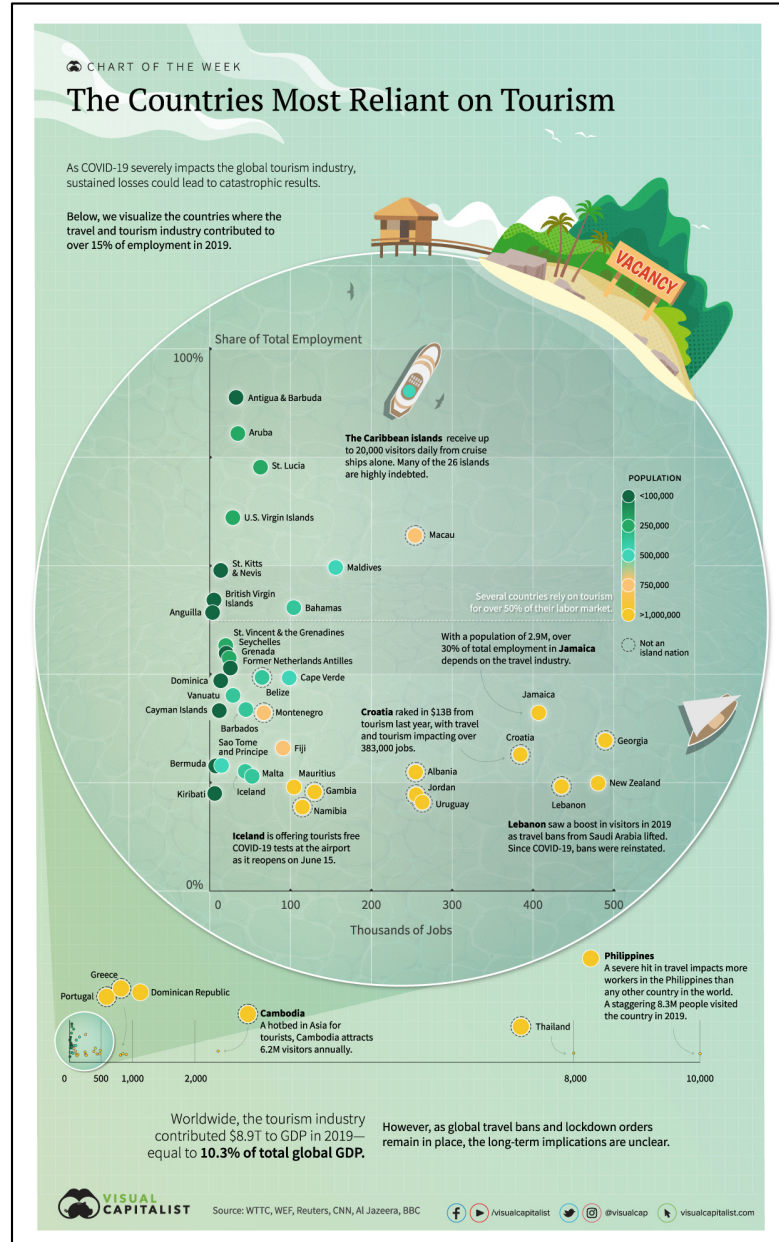 CHART OF THE WEEK
The Countries Most Reliant on Tourism
As COVID-19 severely impacts the global tourism industry,
sustained losses could lead to catastrophic results.
Below, we visualize the countries where the
travel and tourism industry contributed to
over 15% of employment in 2019.
VACANCY
Share of Total Employment
100%
Antigua & Barbuda
Aruba
The Caribbean islands receive up
to 20,000 visitors daily from cruise
ships alone. Many of the 26 islands
are highly indebted.
St. Lucia
POPULATION
<100,000
250,000
500,000
750,000
>1,000,000
Not an
island nation
U.S. Virgin Islands
Macau
St. Kitts
& Nevis
Maldives
British Virgin
Islands
Anguilla
Bahamas
Several countries rely on tourism
for over 50% of their labor market.
St. Vincent & the Grenadines
Seychelles
Grenada
Former Netherlands Antilles
With a population of 2.9M, over
30% of total employment in Jamaica
depends on the travel industry.
Dominica
Cape Verde
Belize
Vanuatu
Cayman Islands
Montenegro
Barbados
Jamaica
Croatia raked in $13B from
tourism last year, with travel
and tourism impacting over
383,000 jobs.
Croatia
Georgia
Sao Tome
and Principe
Fiji
Bermuda
Malta
Iceland
Mauritius
Albania
Kiribati
Gambia
Jordan
Namibia
Uruguay
Lebanon
New Zealand
Iceland is offering tourists free
COVID-19 tests at the airport
as it reopens on June 15.
Lebanon saw a boost in visitors in 2019
as travel bans from Saudi Arabia lifted.
Since COVID-19, bans were reinstated.
0%
0 100 200 300 400 500
Thousands of Jobs
Philippines
A severe hit in travel impacts more
workers in the Philippines than
any other country in the world.
A staggering 8.3M people visited
the country in 2019.
Greece
Portugal
Dominican Republic
Cambodia
A hotbed in Asia for
tourists, Cambodia attracts
6.2M visitors annually.
Thailand
0 500 1,000 2,000 8,000 10,000
Worldwide, the tourism industry
contributed $8.9T to GDP in 2019—
equal to 10.3% of total global GDP.
However, as global travel bans and lockdown orders
remain in place, the long-term implications are unclear.
VISUAL
CAPITALIST
Source: WTTC, WEF, Reuters, CNN, Al Jazeera, BBC
/visualcapitalist
@visualcap
visualcapitalist.com